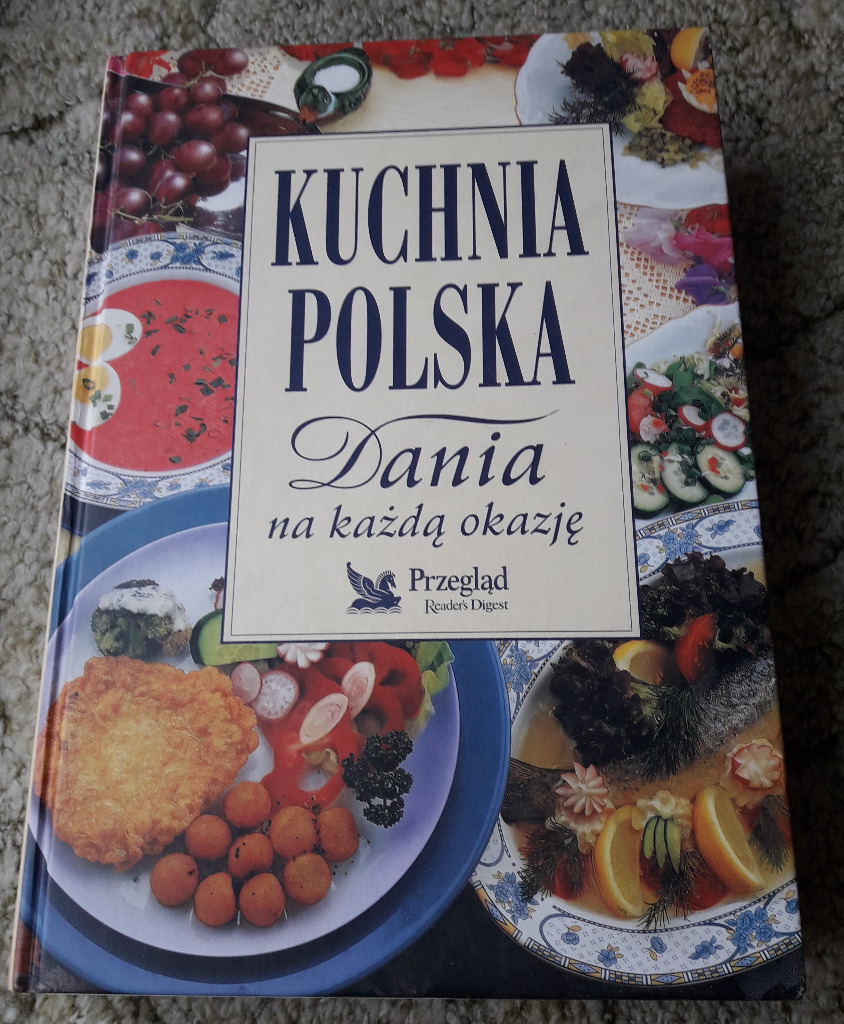 KUCHNIA
POLSKA
Dania
na każdą okazję
Przegląd
Reader's Digest